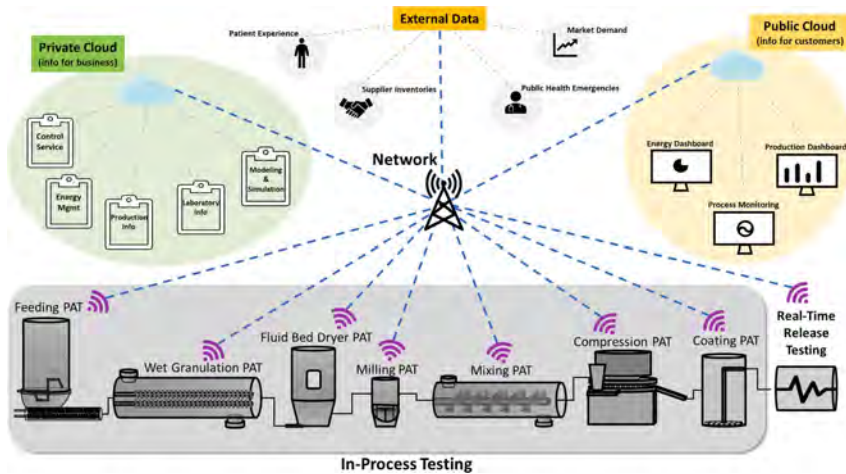 External Data
Private Cloud
(info for business)
Public Cloud
(info for customers)
Patient Experience
Market Demand
Supplier Inventories
Public Health Emergencies
Control
Service
Energy
Mgmt
Production
Info
Laboratory
Info
Modeling
&
Simulation
Network
Energy Dashboard
Production Dashboard
Process Monitoring
Feeding PAT
Wet Granulation PAT
Fluid Bed Dryer PAT
Milling PAT
Mixing PAT
Compression PAT
Coating PAT
Real-Time
Release
Testing
In-Process Testing